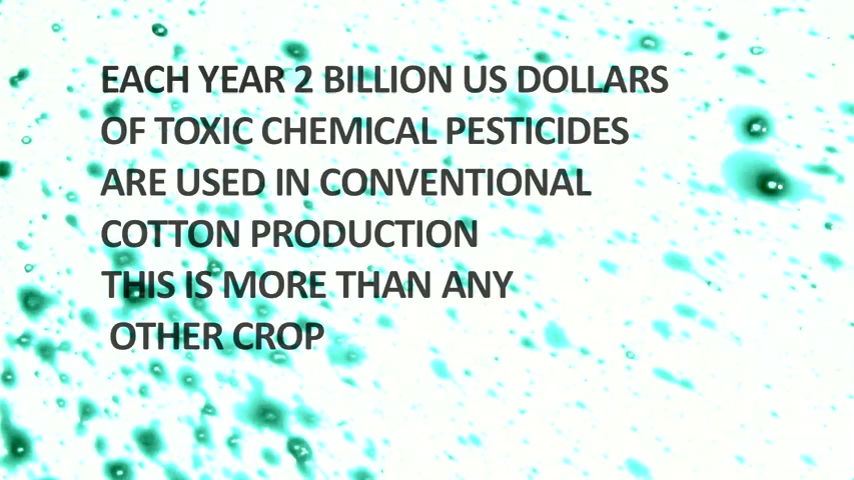 EACH YEAR 2 BILLION US DOLLARS
OF TOXIC CHEMICAL PESTICIDES
ARE USED IN CONVENTIONAL
COTTON PRODUCTION
THIS IS MORE THAN ANY
OTHER CROP